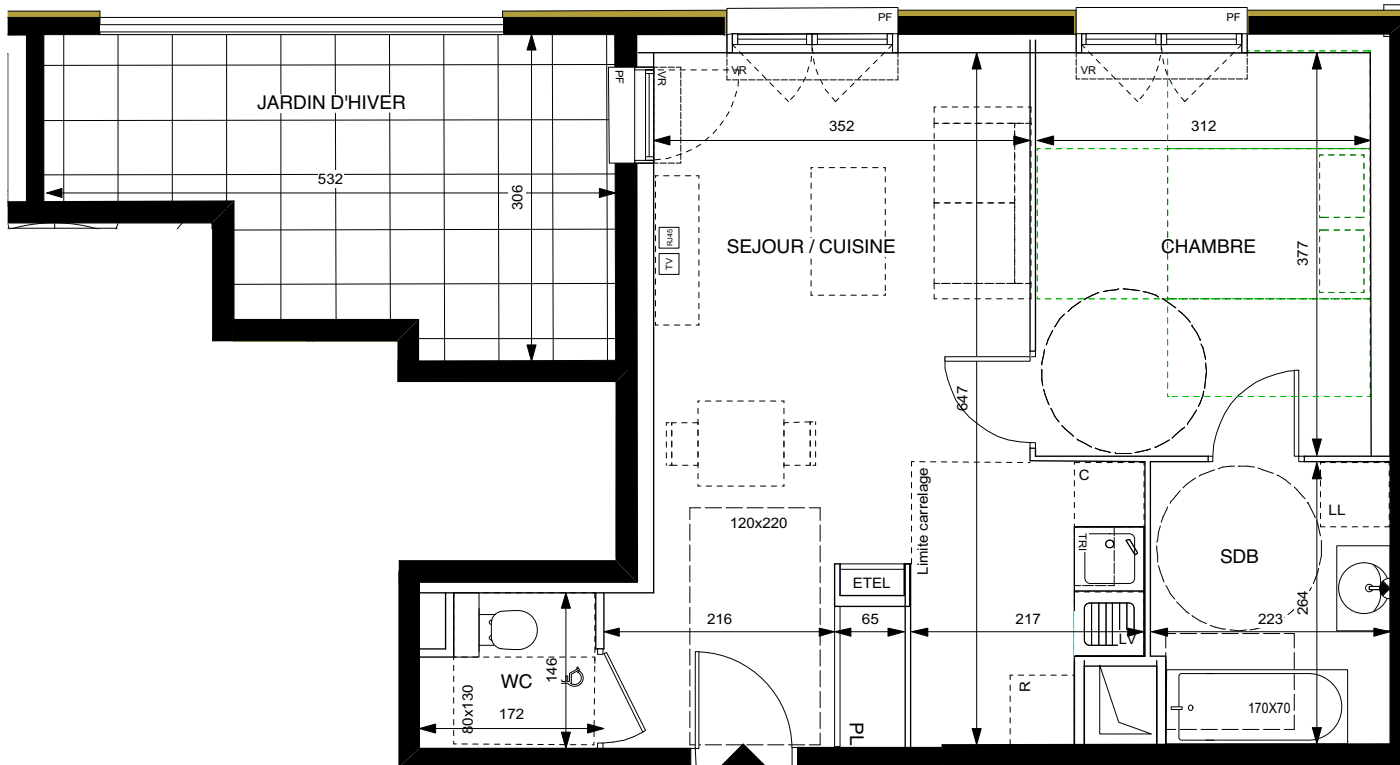 PF
PF
VR
VR
PF
VR
JARDIN D'HIVER
352
312
532
306
RJ45
TV
SEJOUR / CUISINE
CHAMBRE
377
647
120x220
Limite carrelage
C
TRI
LL
SDB
ETEL
264
216
65
217
LV
223
146
WC
80x130
172
PL
R
170X70